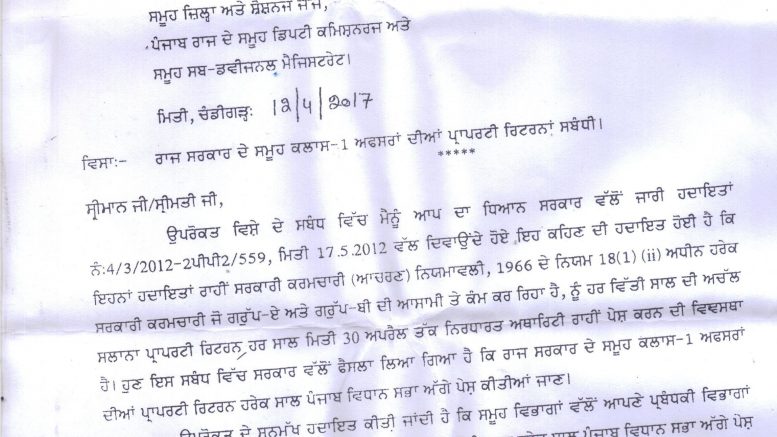 ਸਮੂਹ ਜ਼ਿਲ੍ਹਾ ਅਤੇ ਸੈਸ਼ਨਜ ਜੱਜ,
ਪੰਜਾਬ ਰਾਜ ਦੇ ਸਮੂਹ ਡਿਪਟੀ ਕਮਿਸ਼ਨਰਜ਼ ਅਤੇ
ਸਮੂਹ ਸਬ-ਡਵੀਜਨਲ ਮੈਜਿਸਟਰੇਟ।
ਮਿਤੀ, ਚੰਡੀਗੜ੍ਹ: 12/4/2017
ਵਿਸਾ:- ਰਾਜ ਸਰਕਾਰ ਦੇ ਸਮੂਹ ਕਲਾਸ-1 ਅਫਸਰਾਂ ਦੀਆਂ ਪ੍ਰਾਪਰਟੀ ਰਿਟਰਨਾਂ ਸਬੰਧੀ।
*****
ਸ੍ਰੀਮਾਨ ਜੀ/ਸ੍ਰੀਮਤੀ ਜੀ,
ਉਪਰੋਕਤ ਵਿਸ਼ੇ ਦੇ ਸਬੰਧ ਵਿੱਚ ਮੈਨੂੰ ਆਪ ਦਾ ਧਿਆਨ ਸਰਕਾਰ ਵੱਲੋਂ ਜਾਰੀ ਹਦਾਇਤਾਂ
ਨੰ:4/3/2012-2ਪੀਪੀ2/559, ਮਿਤੀ 17.5.2012 ਵੱਲ ਦਿਵਾਉਂਦੇ ਹੋਏ ਇਹ ਕਹਿਣ ਦੀ ਹਦਾਇਤ ਹੋਈ ਹੈ ਕਿ
ਇਹਨਾਂ ਹਦਾਇਤਾਂ ਰਾਹੀਂ ਸਰਕਾਰੀ ਕਰਮਚਾਰੀ (ਆਚਰਣ) ਨਿਯਮਾਵਲੀ, 1966 ਦੇ ਨਿਯਮ 18(1) (ii) ਅਧੀਨ ਹਰੇਕ
ਸਰਕਾਰੀ ਕਰਮਚਾਰੀ ਜੋ ਗਰੁੱਪ-ਏ ਅਤੇ ਗਰੁੱਪ-ਬੀ ਦੀ ਆਸਾਮੀ ਤੇ ਕੰਮ ਕਰ ਰਿਹਾ ਹੈ, ਨੂੰ ਹਰ ਵਿੱਤੀ ਸਾਲ ਦੀ ਅਚੱਲ
ਸਲਾਨਾ ਪ੍ਰਾਪਰਟੀ ਰਿਟਰਨ, ਹਰ ਸਾਲ ਮਿਤੀ 30 ਅਪਰੈਲ ਤੱਕ ਨਿਰਧਾਰਤ ਅਥਾਰਿਟੀ ਰਾਹੀਂ ਪੇਸ਼ ਕਰਨ ਦੀ ਵਿਵਸਥਾ
ਹੈ। ਹੁਣ ਇਸ ਸਬੰਧ ਵਿੱਚ ਸਰਕਾਰ ਵੱਲੋਂ ਫੈਸਲਾ ਲਿਆ ਗਿਆ ਹੈ ਕਿ ਰਾਜ ਸਰਕਾਰ ਦੇ ਸਮੂਹ ਕਲਾਸ-1 ਅਫਸਰਾਂ
ਦੀਆਂ ਪ੍ਰਾਪਰਟੀ ਰਿਟਰਨ ਹਰੇਕ ਸਾਲ ਪੰਜਾਬ ਵਿਧਾਨ ਸਭਾ ਅੱਗੇ ਪੇਸ਼ ਕੀਤੀਆਂ ਜਾਣ।
ਉਪਰੋਕਤ ਦੇ ਸਨਮੁੱਖ ਹਦਾਇਤ ਕੀਤੀ ਜਾਂਦੀ ਹੈ ਕਿ ਸਮੂਹ ਵਿਭਾਗਾਂ ਵੱਲੋਂ ਆਪਣੇ ਪ੍ਰਬੰਧਕੀ ਵਿਭਾਗਾਂ
ਸਾਲ ਪੰਜਾਬ ਵਿਧਾਨ ਸਭਾ ਅੱਗੇ ਪੇਸ਼